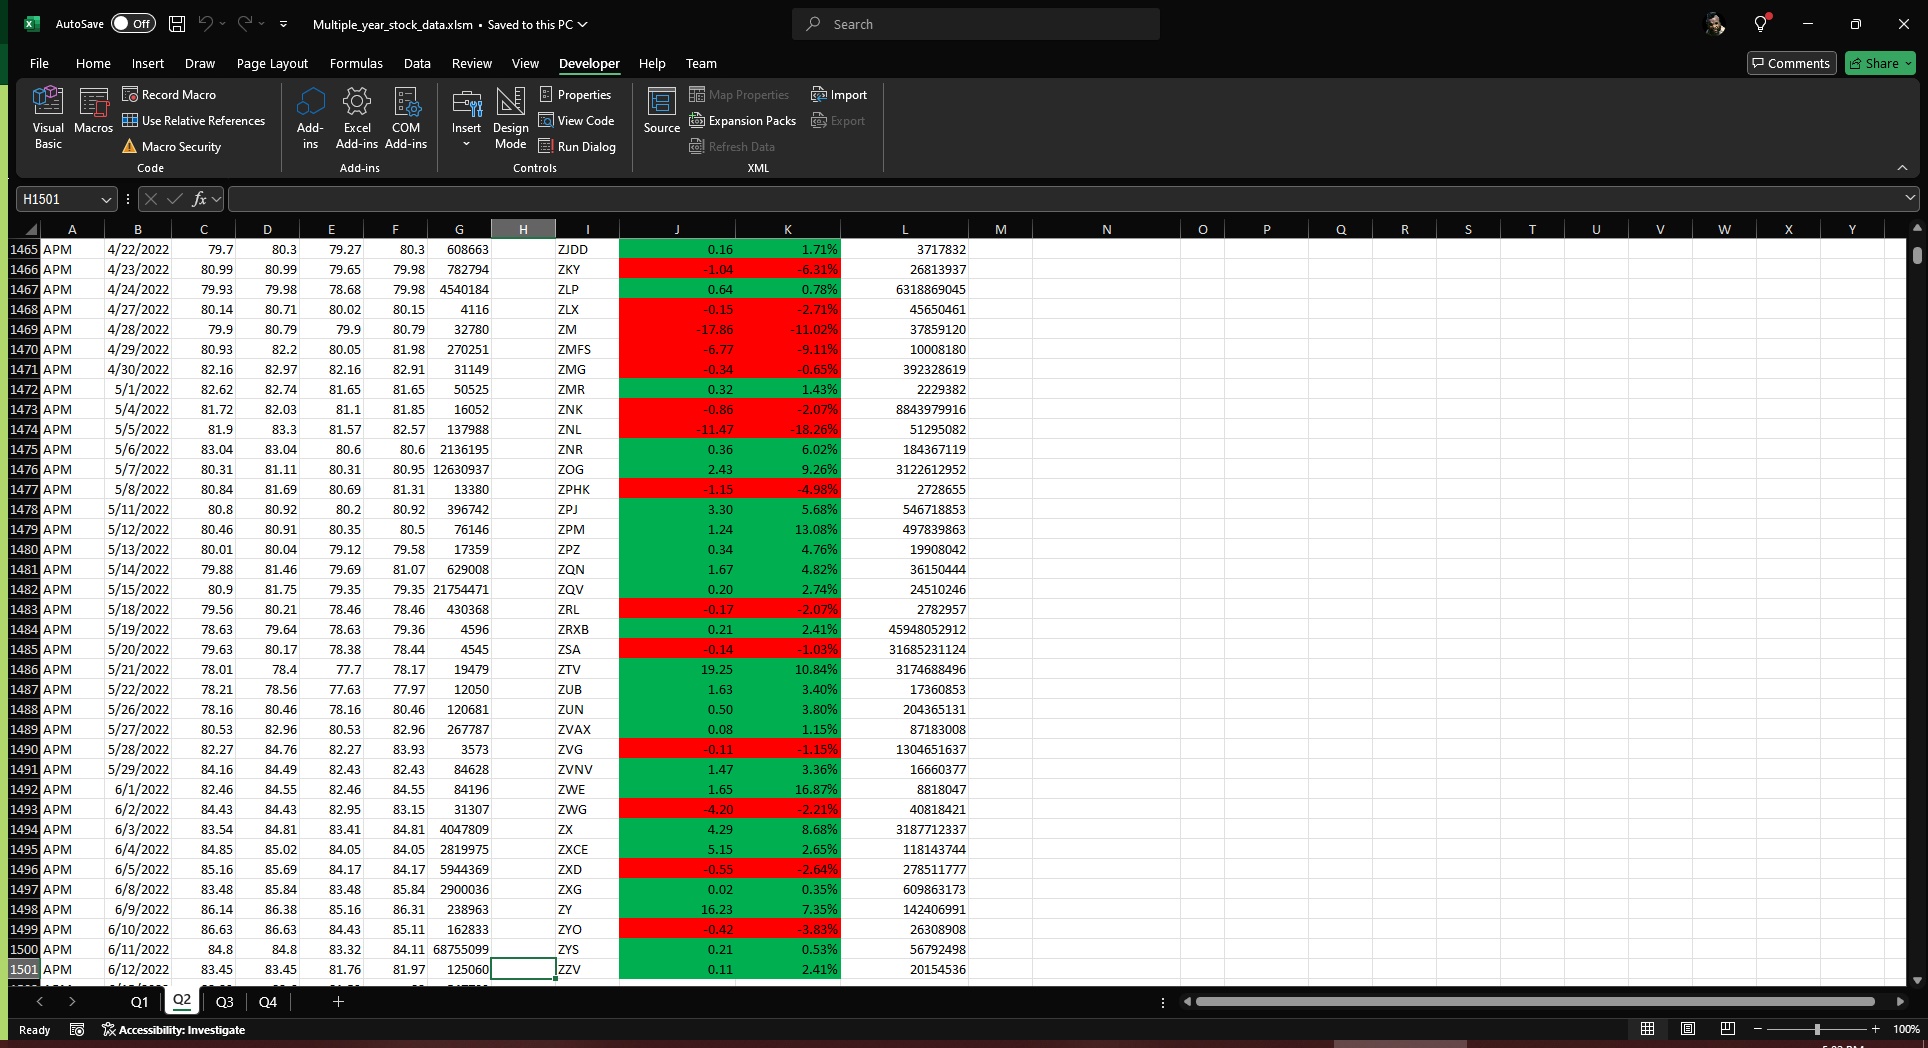 AutoSave Off Multiple_year_stock_data.xlsm • Saved to this PC Search
File Home Insert Draw Page Layout Formulas Data Review View Developer Help Team Comments Share
Visual Basic
Macros
Record Macro
Use Relative References
Macro Security
Code
Add-ins
Excel Add-ins
COM Add-ins
Add-ins
Insert
Design Mode
Properties
View Code
Run Dialog
Controls
Source
Map Properties
Expansion Packs
Refresh Data
Import
Export
XML
H1501 fx
A B C D E F G H I J K L M N O P Q R S T U V W X Y
1465 APM 4/22/2022 79.7 80.3 79.27 80.3 608663 ZJDD 0.16 1.71% 3717832
1466 APM 4/23/2022 80.99 80.99 79.65 79.98 782794 ZKY -1.04 -6.31% 26813937
1467 APM 4/24/2022 79.93 79.98 78.68 79.98 4540184 ZLP 0.64 0.78% 6318869045
1468 APM 4/27/2022 80.14 80.71 80.02 80.15 4116 ZLX -0.15 -2.71% 45650461
1469 APM 4/28/2022 79.9 80.79 79.9 80.79 32780 ZM -17.86 -11.02% 37859120
1470 APM 4/29/2022 80.93 82.2 80.05 81.98 270251 ZMFS -6.77 -9.11% 10008180
1471 APM 4/30/2022 82.16 82.97 82.16 82.91 31149 ZMG -0.34 -0.65% 392328619
1472 APM 5/1/2022 82.62 82.74 81.65 81.65 50525 ZMR 0.32 1.43% 2229382
1473 APM 5/4/2022 81.72 82.03 81.1 81.85 16052 ZNK -0.86 -2.07% 8843979916
1474 APM 5/5/2022 81.9 83.3 81.57 82.57 137988 ZNL -11.47 -18.26% 51295082
1475 APM 5/6/2022 83.04 83.04 80.6 80.6 2136195 ZNR 0.36 6.02% 184367119
1476 APM 5/7/2022 80.31 81.11 80.31 80.95 12630937 ZOG 2.43 9.26% 3122612952
1477 APM 5/8/2022 80.84 81.69 80.69 81.31 13380 ZPHK -1.15 -4.98% 2728655
1478 APM 5/11/2022 80.8 80.92 80.2 80.92 396742 ZPJ 3.30 5.68% 546718853
1479 APM 5/12/2022 80.46 80.91 80.35 80.5 76146 ZPM 1.24 13.08% 497839863
1480 APM 5/13/2022 80.01 80.04 79.12 79.58 17359 ZPZ 0.34 4.76% 19908042
1481 APM 5/14/2022 79.88 81.46 79.69 81.07 629008 ZQN 1.67 4.82% 36150444
1482 APM 5/15/2022 80.9 81.75 79.35 79.35 21754471 ZQV 0.20 2.74% 24510246
1483 APM 5/18/2022 79.56 80.21 78.46 78.46 430368 ZRL -0.17 -2.07% 2782957
1484 APM 5/19/2022 78.63 79.64 78.63 79.36 4596 ZRXB 0.21 2.41% 45948052912
1485 APM 5/20/2022 79.63 80.17 78.38 78.44 4545 ZSA -0.14 -1.03% 31685231124
1486 APM 5/21/2022 78.01 78.4 77.7 78.17 19479 ZTV 19.25 10.84% 3174688496
1487 APM 5/22/2022 78.21 78.56 77.63 77.97 12050 ZUB 1.63 3.40% 17360853
1488 APM 5/26/2022 78.16 80.46 78.16 80.46 120681 ZUN 0.50 3.80% 204365131
1489 APM 5/27/2022 80.53 82.96 80.53 82.96 267787 ZVAX 0.08 1.15% 87183008
1490 APM 5/28/2022 82.27 84.76 82.27 83.93 3573 ZVG -0.11 -1.15% 1304651637
1491 APM 5/29/2022 84.16 84.49 82.43 82.43 84628 ZVNV 1.47 3.36% 16660377
1492 APM 6/1/2022 82.46 84.55 82.46 84.55 84196 ZWE 1.65 16.87% 8818047
1493 APM 6/2/2022 84.43 84.43 82.95 83.15 31307 ZWG -4.20 -2.21% 40818421
1494 APM 6/3/2022 83.54 84.81 83.41 84.81 4047809 ZX 4.29 8.68% 3187712337
1495 APM 6/4/2022 84.85 85.02 84.05 84.05 2819975 ZXCE 5.15 2.65% 118143744
1496 APM 6/5/2022 85.16 85.69 84.17 84.17 5944369 ZXD -0.55 -2.64% 278511777
1497 APM 6/8/2022 83.48 85.84 83.48 85.84 2900036 ZXG 0.02 0.35% 609863173
1498 APM 6/9/2022 86.14 86.38 85.16 86.31 238963 ZY 16.23 7.35% 142406991
1499 APM 6/10/2022 86.63 86.63 84.43 85.11 162833 ZYO -0.42 -3.83% 26308908
1500 APM 6/11/2022 84.8 84.8 83.32 84.11 68755099 ZYS 0.21 0.53% 56792498
1501 APM 6/12/2022 83.45 83.45 81.76 81.97 125060 ZZV 0.11 2.41% 20154536
Q1 Q2 Q3 Q4
Ready Accessibility: Investigate 100%